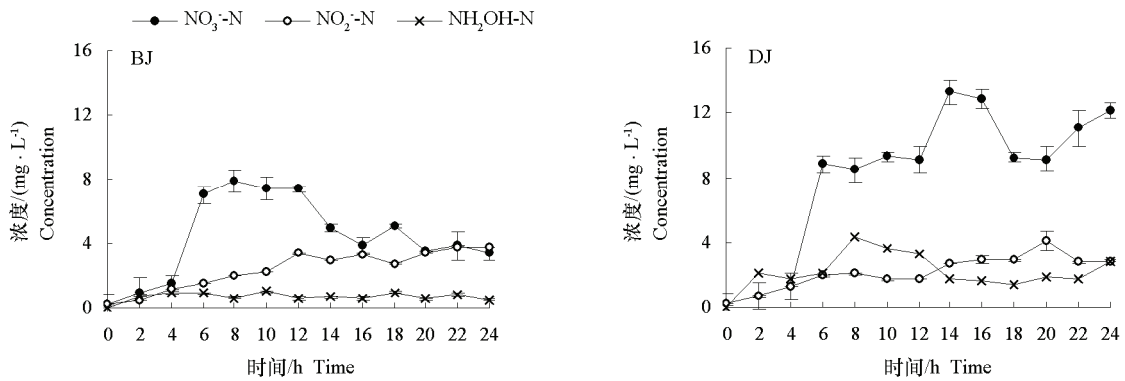 NO₃⁻-N NO₂⁻-N NH₂OH-N
BJ
16
12
8
4
0
浓度/(mg·L⁻¹)
Concentration
0 2 4 6 8 10 12 14 16 18 20 22 24
时间/h Time
DJ
16
12
8
4
0
浓度/(mg·L⁻¹)
Concentration
0 2 4 6 8 10 12 14 16 18 20 22 24
时间/h Time